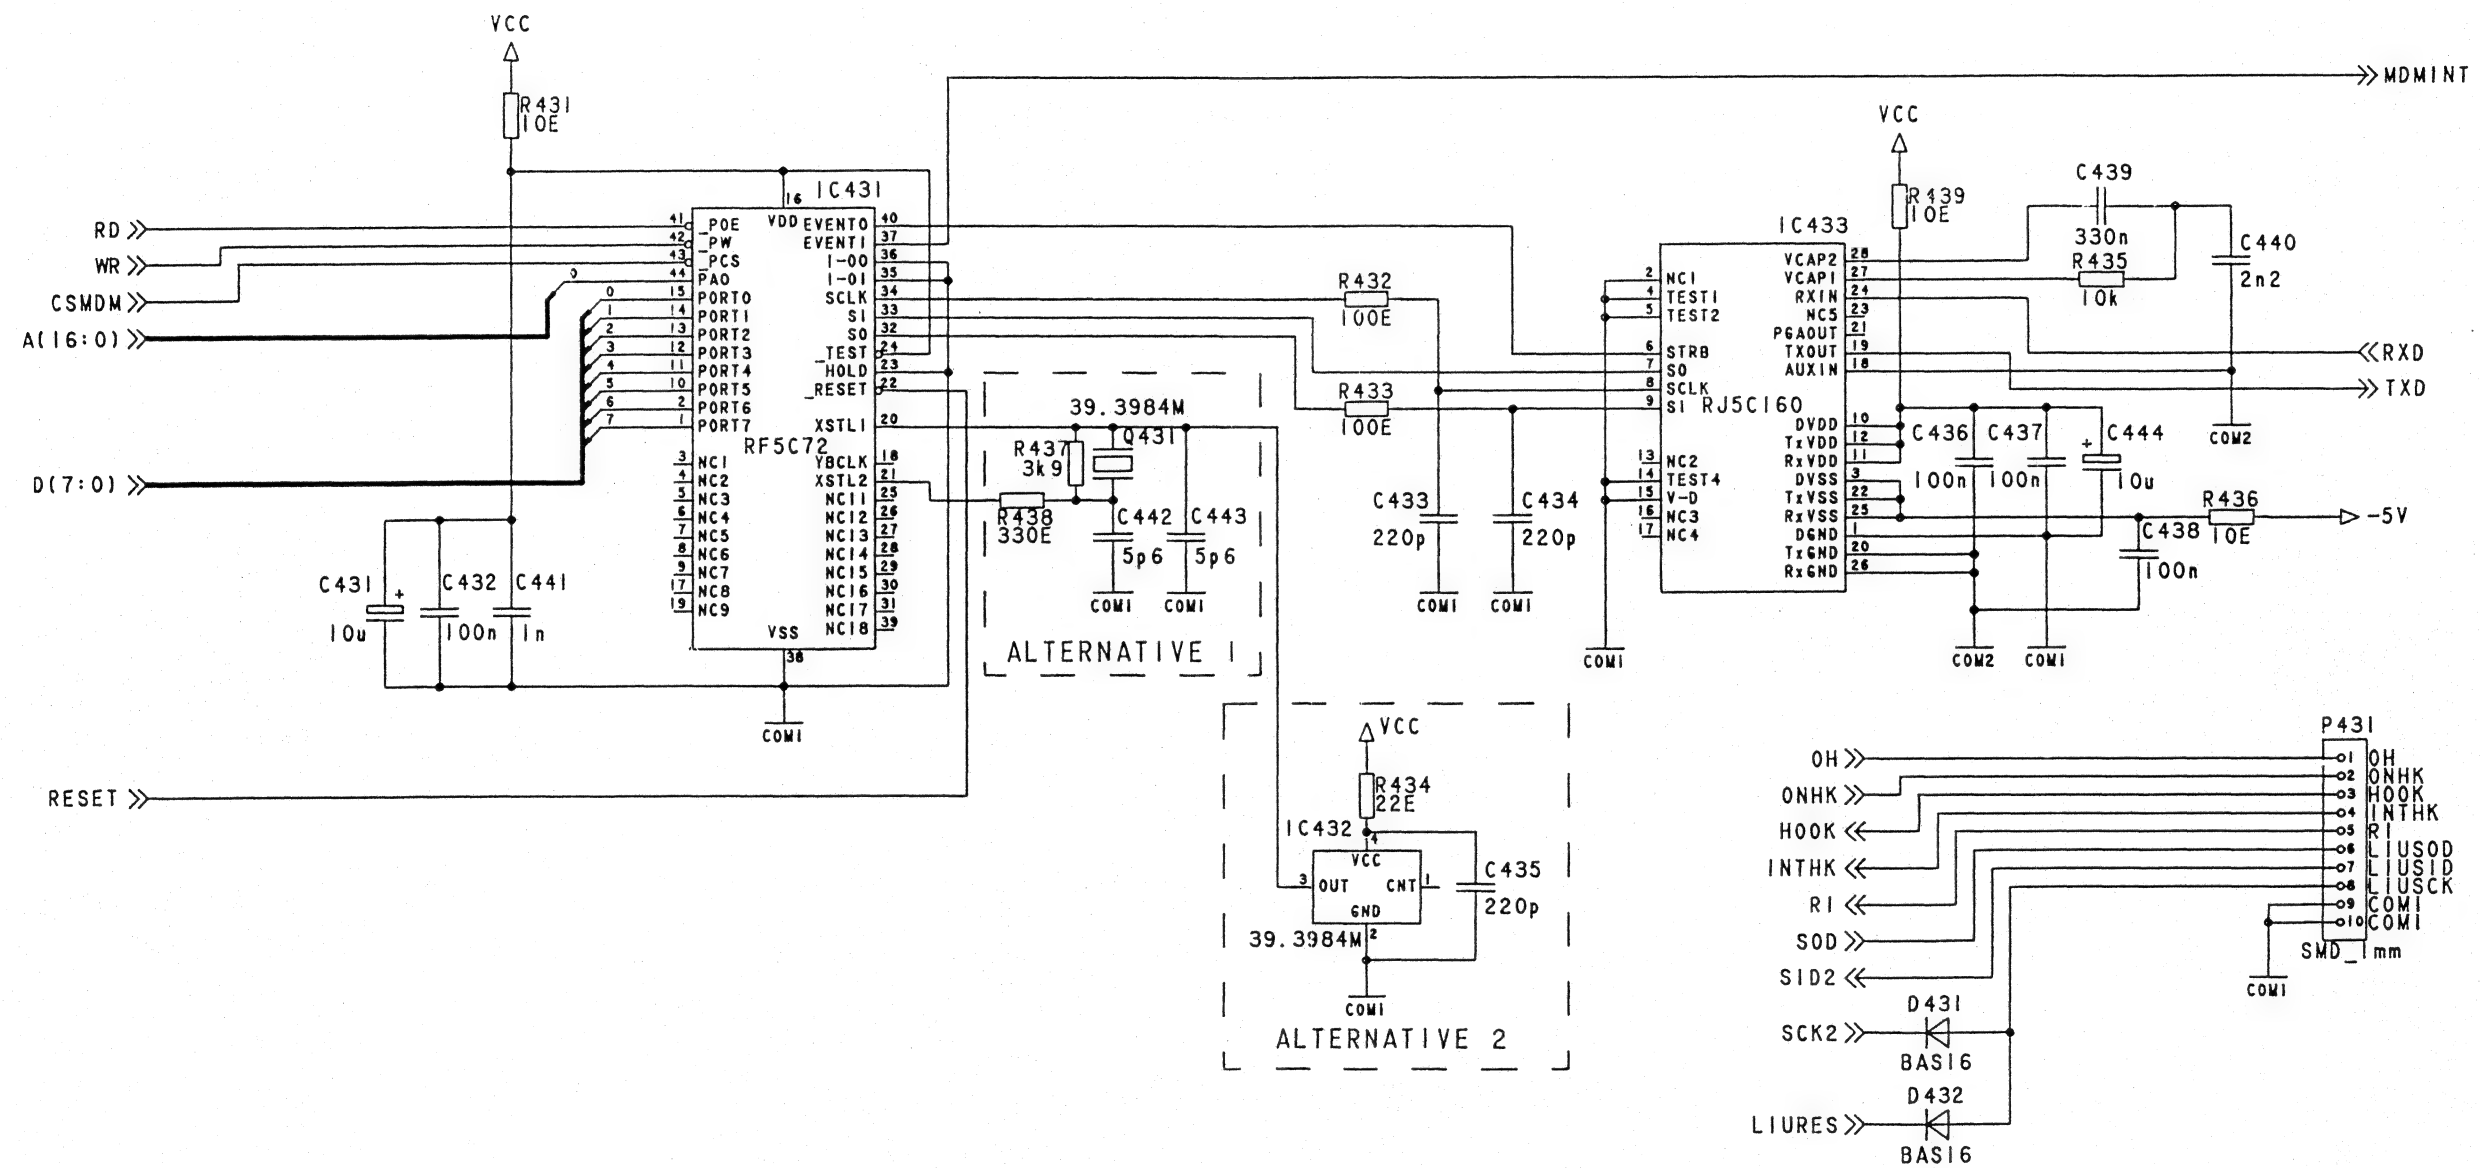 VCC
R431
10E
MDMINT
VCC
R439
10E
C439
330n
R435
10k
C440
2n2
COM2
RD
WR
CSMDM
A(16:0)
D(7:0)
RESET
IC431
16
VDD
41 _POE
42 _PW
43 _PCS
0
44 PA0
0 15 PORT0
1 14 PORT1
2 13 PORT2
3 12 PORT3
4 11 PORT4
5 10 PORT5
6 2 PORT6
7 1 PORT7
RF5C72
3 NC1
4 NC2
5 NC3
6 NC4
7 NC5
8 NC6
9 NC7
17 NC8
19 NC9
EVENT0 40
EVENT1 37
I-O0 36
I-O1 35
SCLK 34
SI 33
SO 32
_TEST 24
_HOLD 23
_RESET 22
XSTL1 20
YBCLK 18
XSTL2 21
NC11 25
NC12 26
NC13 27
NC14 28
NC15 29
NC16 30
NC17 31
NC18 39
VSS
38
COM1
C431
+
10u
C432
100n
C441
1n
39.3984M
Q431
R437
3k9
R438
330E
C442
5p6
C443
5p6
COM1
COM1
ALTERNATIVE 1
R432
100E
R433
100E
C433
220p
C434
220p
COM1
COM1
IC433
2 NC1
4 TEST1
5 TEST2
6 STRB
7 SO
8 SCLK
9 SI
RJ5C160
13 NC2
14 TEST4
15 V-D
16 NC3
17 NC4
COM1
VCAP2 28
VCAP1 27
RXIN 24
NC5 23
PGAOUT 21
TXOUT 19
AUXIN 18
DVDD 10
TxVDD 12
RxVDD 11
DVSS 3
TxVSS 22
RxVSS 25
DGND 1
TxGND 20
RxGND 26
RXD
TXD
C436
100n
C437
100n
C444
+
10u
R436
10E
-5V
C438
100n
COM2
COM1
VCC
R434
22E
IC432
4
VCC
3 OUT
CNT 1
GND
39.3984M 2
C435
220p
COM1
ALTERNATIVE 2
P431
OH
ONHK
HOOK
INTHK
RI
SOD
SID2
SCK2
LIURES
1 OH
2 ONHK
3 HOOK
4 INTHK
5 RI
6 LIUSOD
7 LIUSID
8 LIUSCK
9 COM1
10 COM1
SMD_1mm
COM1
D431
BAS16
D432
BAS16